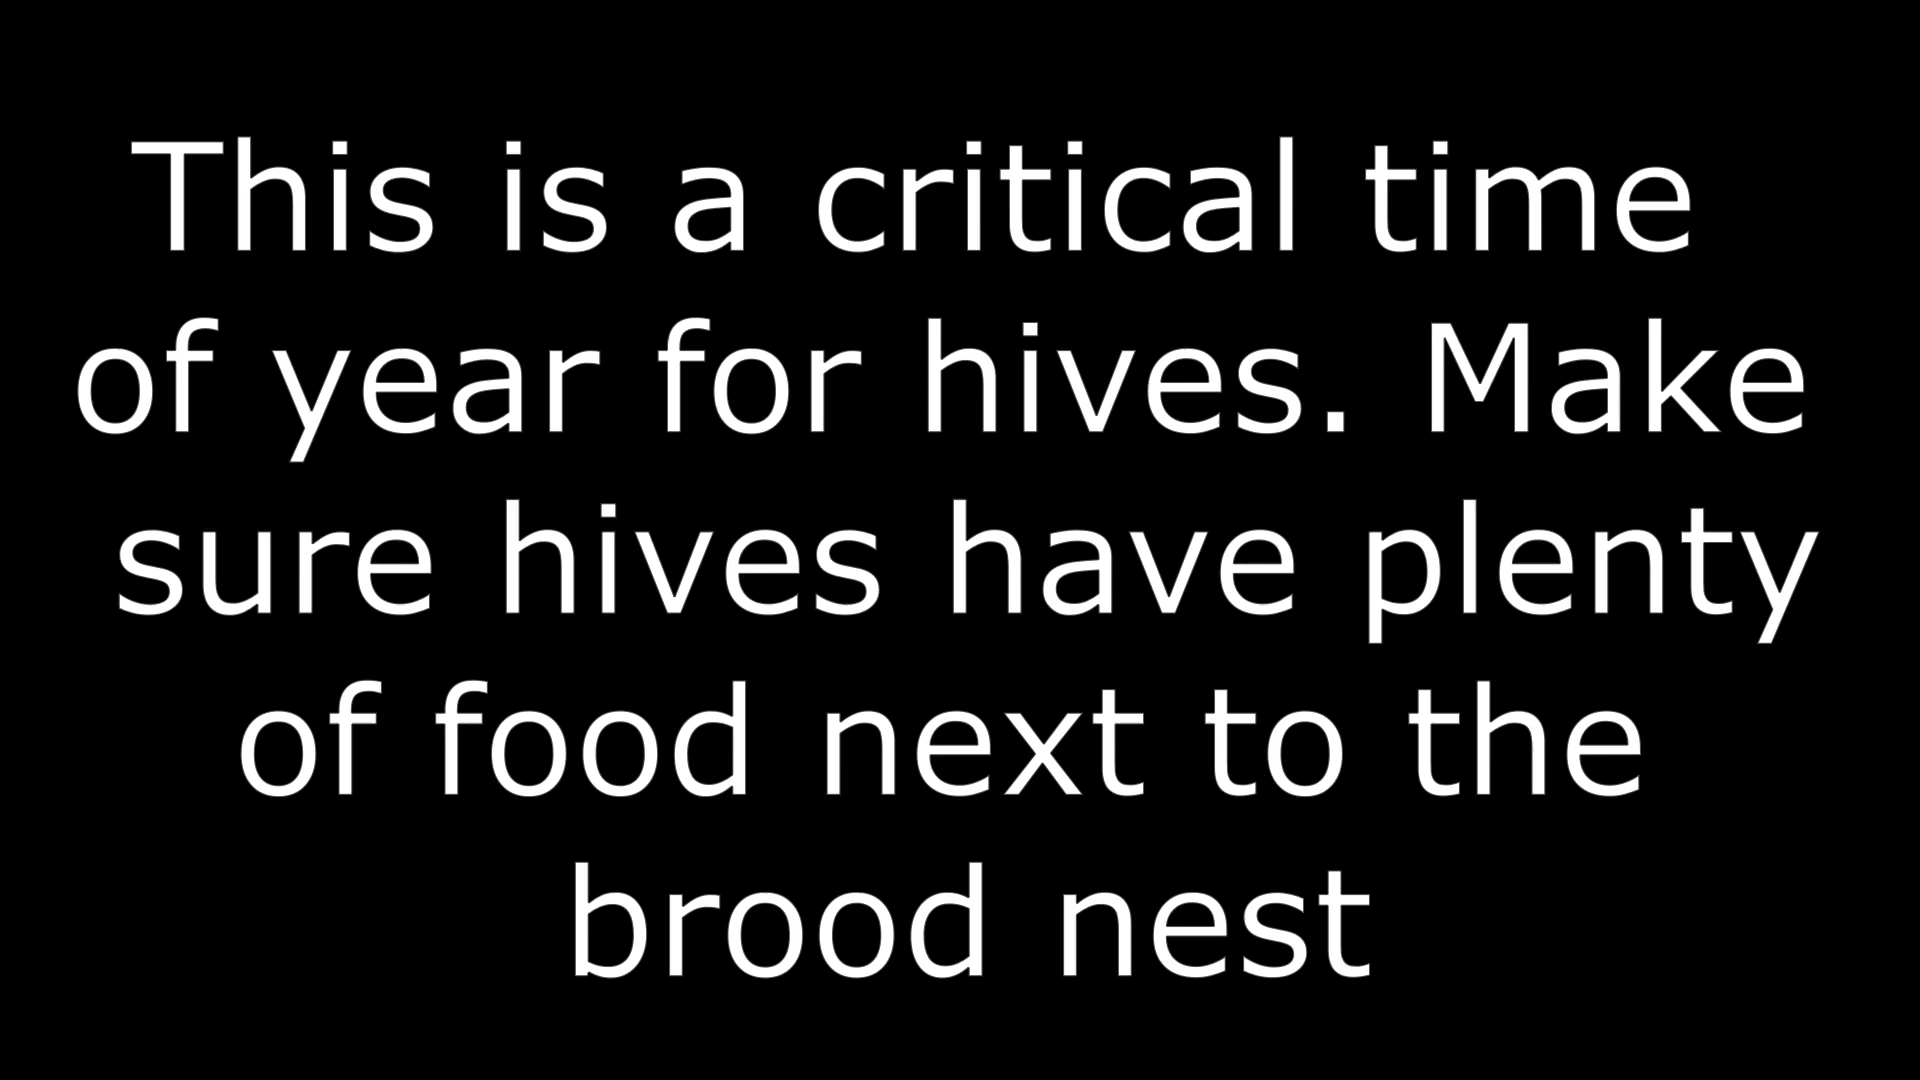 This is a critical time
of year for hives. Make
sure hives have plenty
of food next to the
brood nest